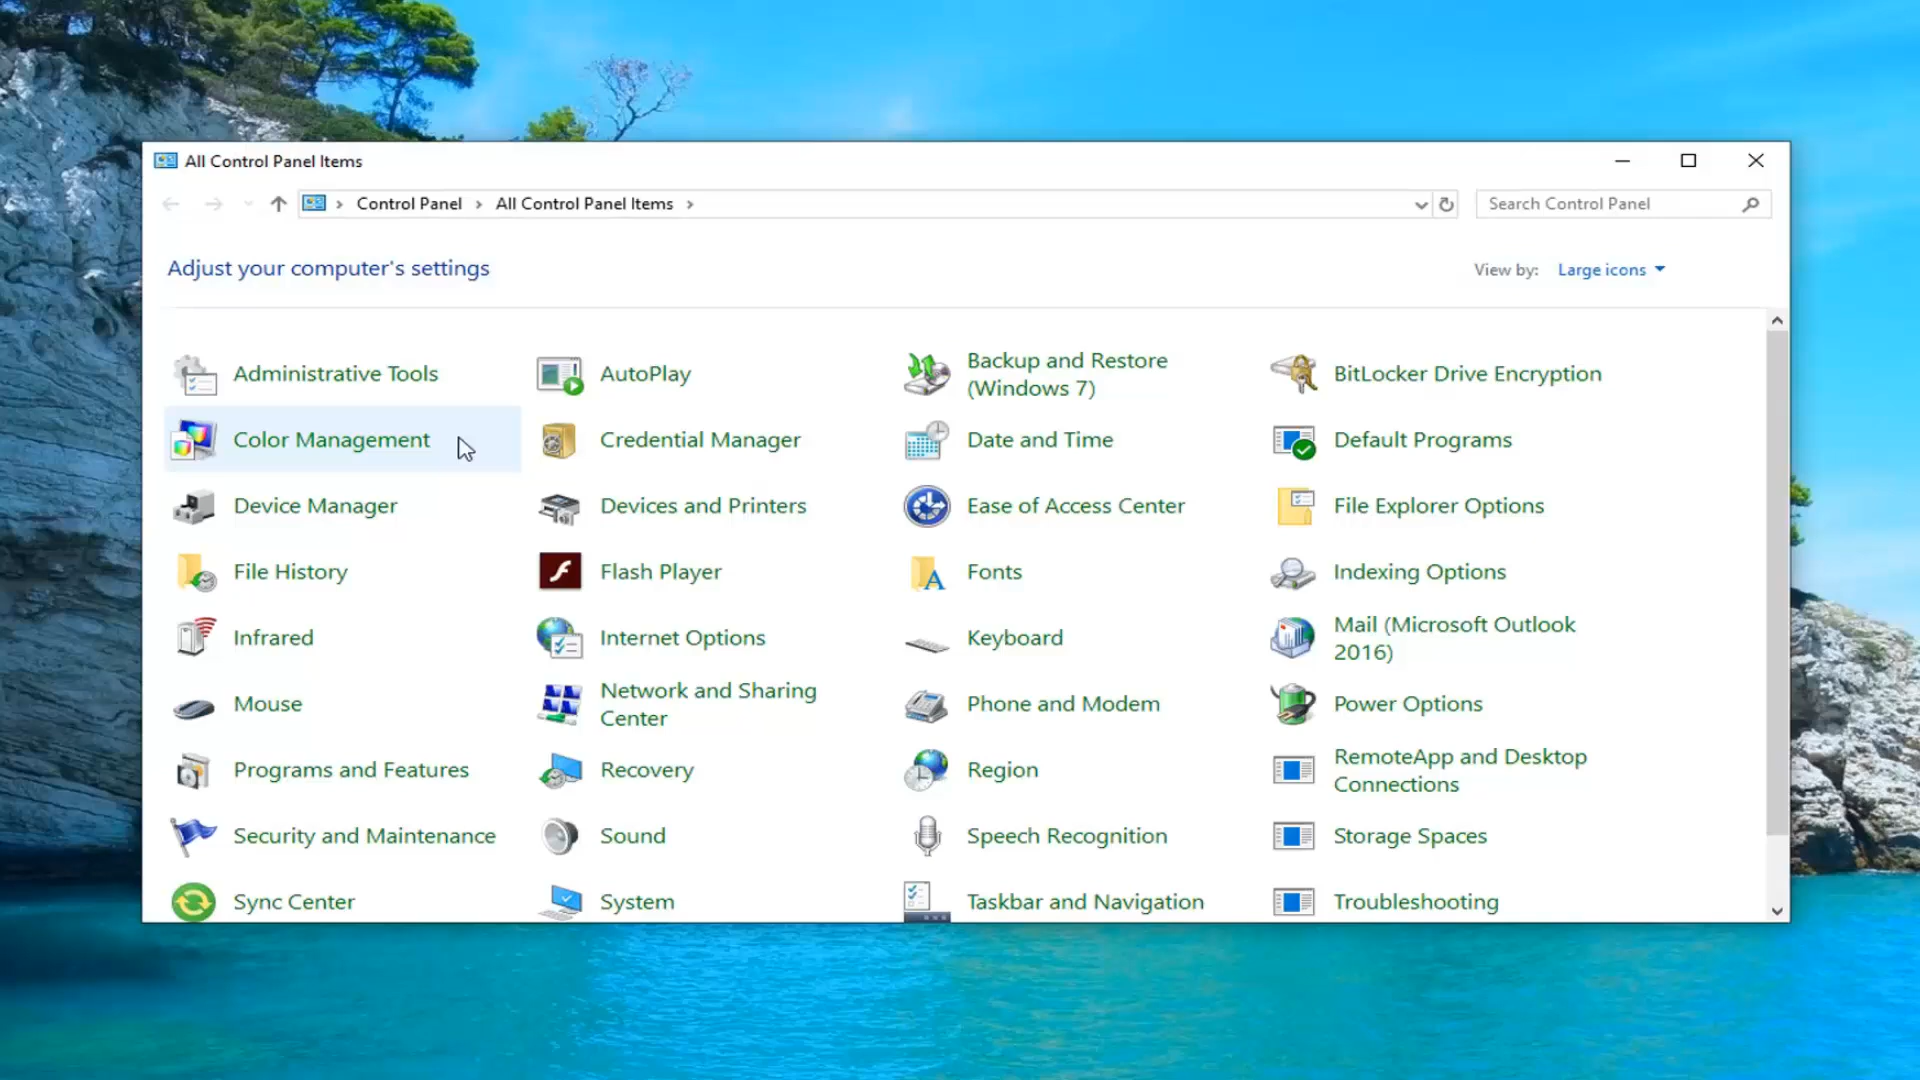 All Control Panel Items
Control Panel
All Control Panel Items
Search Control Panel
Adjust your computer's settings
View by:
Large icons
Administrative Tools
AutoPlay
Backup and Restore
(Windows 7)
BitLocker Drive Encryption
Color Management
Credential Manager
Date and Time
Default Programs
Device Manager
Devices and Printers
Ease of Access Center
File Explorer Options
File History
Flash Player
Fonts
Indexing Options
Infrared
Internet Options
Keyboard
Mail (Microsoft Outlook
2016)
Mouse
Network and Sharing
Center
Phone and Modem
Power Options
Programs and Features
Recovery
Region
RemoteApp and Desktop
Connections
Security and Maintenance
Sound
Speech Recognition
Storage Spaces
Sync Center
System
Taskbar and Navigation
Troubleshooting